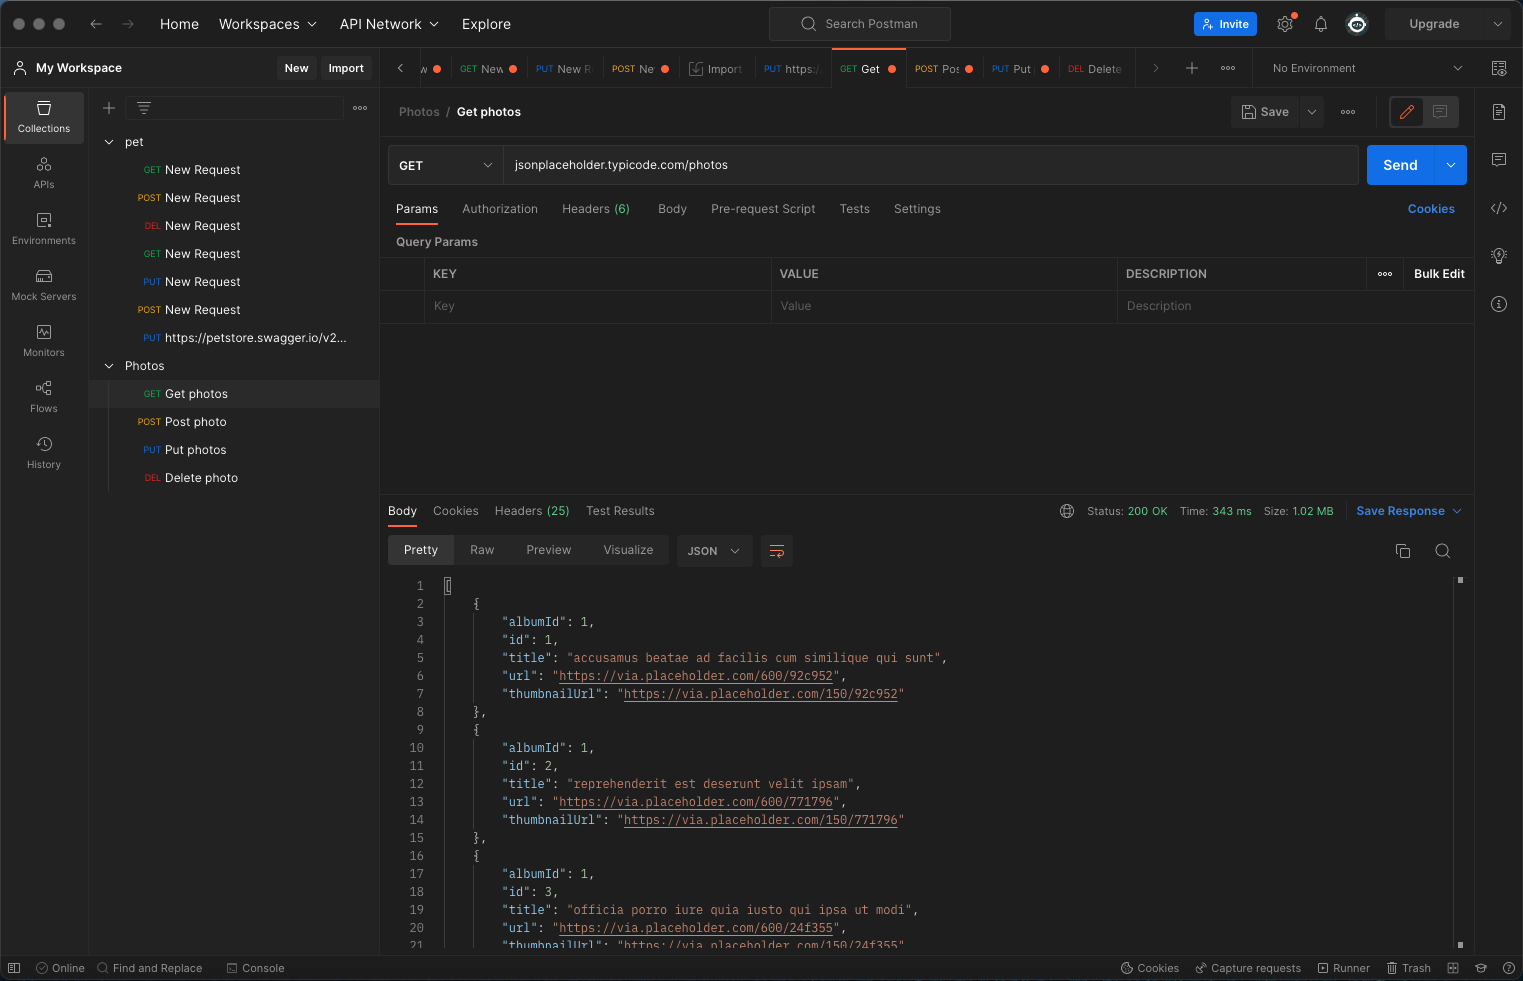 Home Workspaces API Network Explore Search Postman Invite Upgrade
My Workspace New Import
w GET New PUT New R POST Ne Import PUT https:/ GET Get POST Pos PUT Put DEL Delete No Environment
Collections
APIs
Environments
Mock Servers
Monitors
Flows
History
pet
GET New Request
POST New Request
DEL New Request
GET New Request
PUT New Request
POST New Request
PUT https://petstore.swagger.io/v2...
Photos
GET Get photos
POST Post photo
PUT Put photos
DEL Delete photo
Photos / Get photos Save
GET jsonplaceholder.typicode.com/photos Send
Params Authorization Headers (6) Body Pre-request Script Tests Settings Cookies
Query Params
KEY VALUE DESCRIPTION Bulk Edit
Key Value Description
Body Cookies Headers (25) Test Results Status: 200 OK Time: 343 ms Size: 1.02 MB Save Response
Pretty Raw Preview Visualize JSON
1 [
2 {
3 "albumId": 1,
4 "id": 1,
5 "title": "accusamus beatae ad facilis cum similique qui sunt",
6 "url": "https://via.placeholder.com/600/92c952",
7 "thumbnailUrl": "https://via.placeholder.com/150/92c952"
8 },
9 {
10 "albumId": 1,
11 "id": 2,
12 "title": "reprehenderit est deserunt velit ipsam",
13 "url": "https://via.placeholder.com/600/771796",
14 "thumbnailUrl": "https://via.placeholder.com/150/771796"
15 },
16 {
17 "albumId": 1,
18 "id": 3,
19 "title": "officia porro iure quia iusto qui ipsa ut modi",
20 "url": "https://via.placeholder.com/600/24f355",
21 "thumbnailUrl": "https://via.placeholder.com/150/24f355"
Online Find and Replace Console Cookies Capture requests Runner Trash